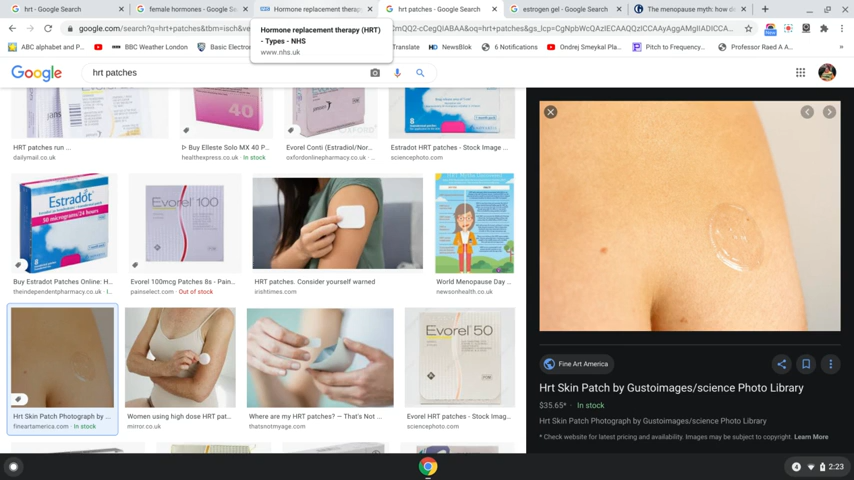 hrt - Google Search
female hormones - Google Se
Hormone replacement therap
hrt patches - Google Search
estrogen gel - Google Search
The menopause myth: how d
Hormone replacement therapy (HRT)
- Types - NHS
www.nhs.uk
google.com/search?q=hrt+patches&tbm=isch&ve
ABC alphabet and p...
BBC Weather London
Basic Electron
Translate
NewsBlok
6 Notifications
Ondrej Smeykal Pla...
Pitch to Frequency...
Professor Raed A A...
Google
hrt patches
40
HRT patches run ...
dailymail.co.uk
▷ Buy Elleste Solo MX 40 P...
healthexpress.co.uk · In stock
Evorel Conti (Estradiol/Nor...
oxfordonlinepharmacy.co.uk · ...
Estradot HRT patches - Stock Image ...
sciencephoto.com
Estradot
50 micrograms/24 hours
Evorel 100
Buy Estradot Patches Online: H...
theindependentpharmacy.co.uk · I...
Evorel 100mcg Patches 8s - Pain...
painselect.com · Out of stock
HRT patches. Consider yourself warned
irishtimes.com
World Menopause Day ...
newsonhealth.co.uk
Evorel 50
Hrt Skin Patch Photograph by ...
fineartamerica.com · In stock
Women using high dose HRT pat...
mirror.co.uk
Where are my HRT patches? – That's Not ...
thatsnotmyage.com
Evorel HRT patches - Stock Imag...
sciencephoto.com
Fine Art America
Hrt Skin Patch by Gustoimages/science Photo Library
$35.65* · In stock
Hrt Skin Patch Photograph by Gustoimages/science Photo Library
* Check website for latest pricing and availability. Images may be subject to copyright. Learn More
4
2:23